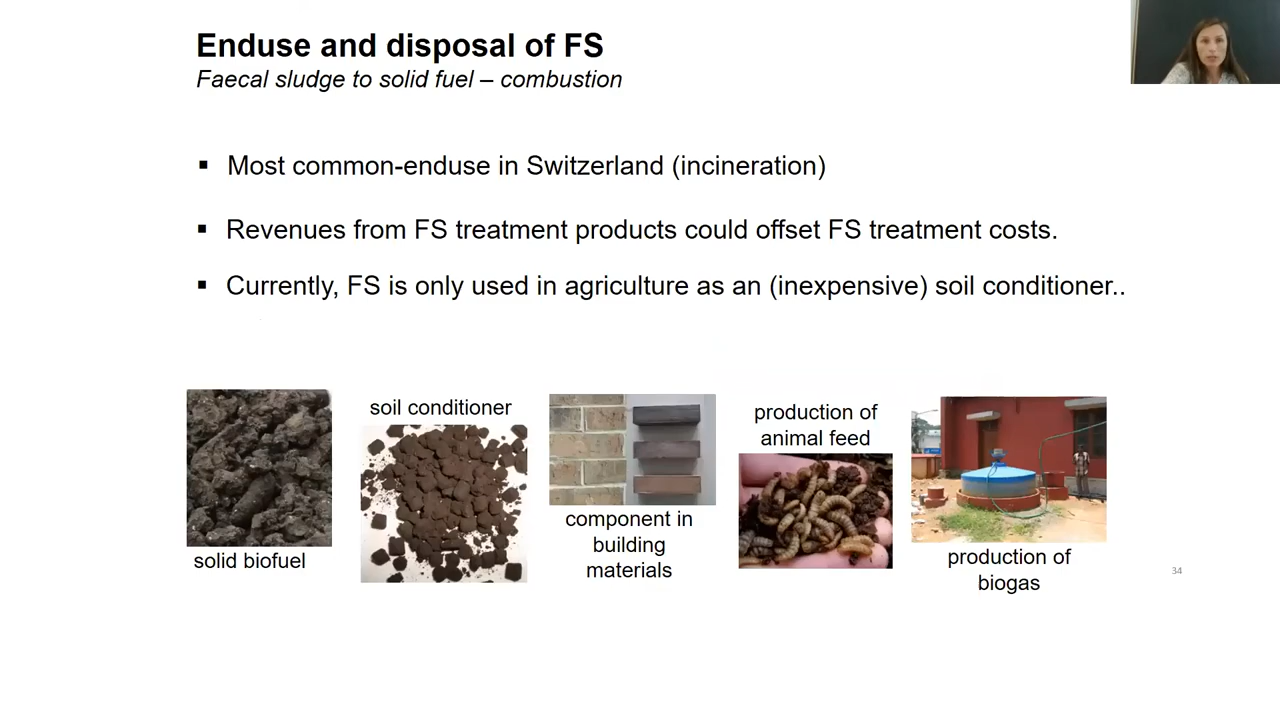 Enduse and disposal of FS
Faecal sludge to solid fuel – combustion
▪ Most common-enduse in Switzerland (incineration)
▪ Revenues from FS treatment products could offset FS treatment costs.
▪ Currently, FS is only used in agriculture as an (inexpensive) soil conditioner..
solid biofuel
soil conditioner
component in
building
materials
production of
animal feed
production of
biogas
34